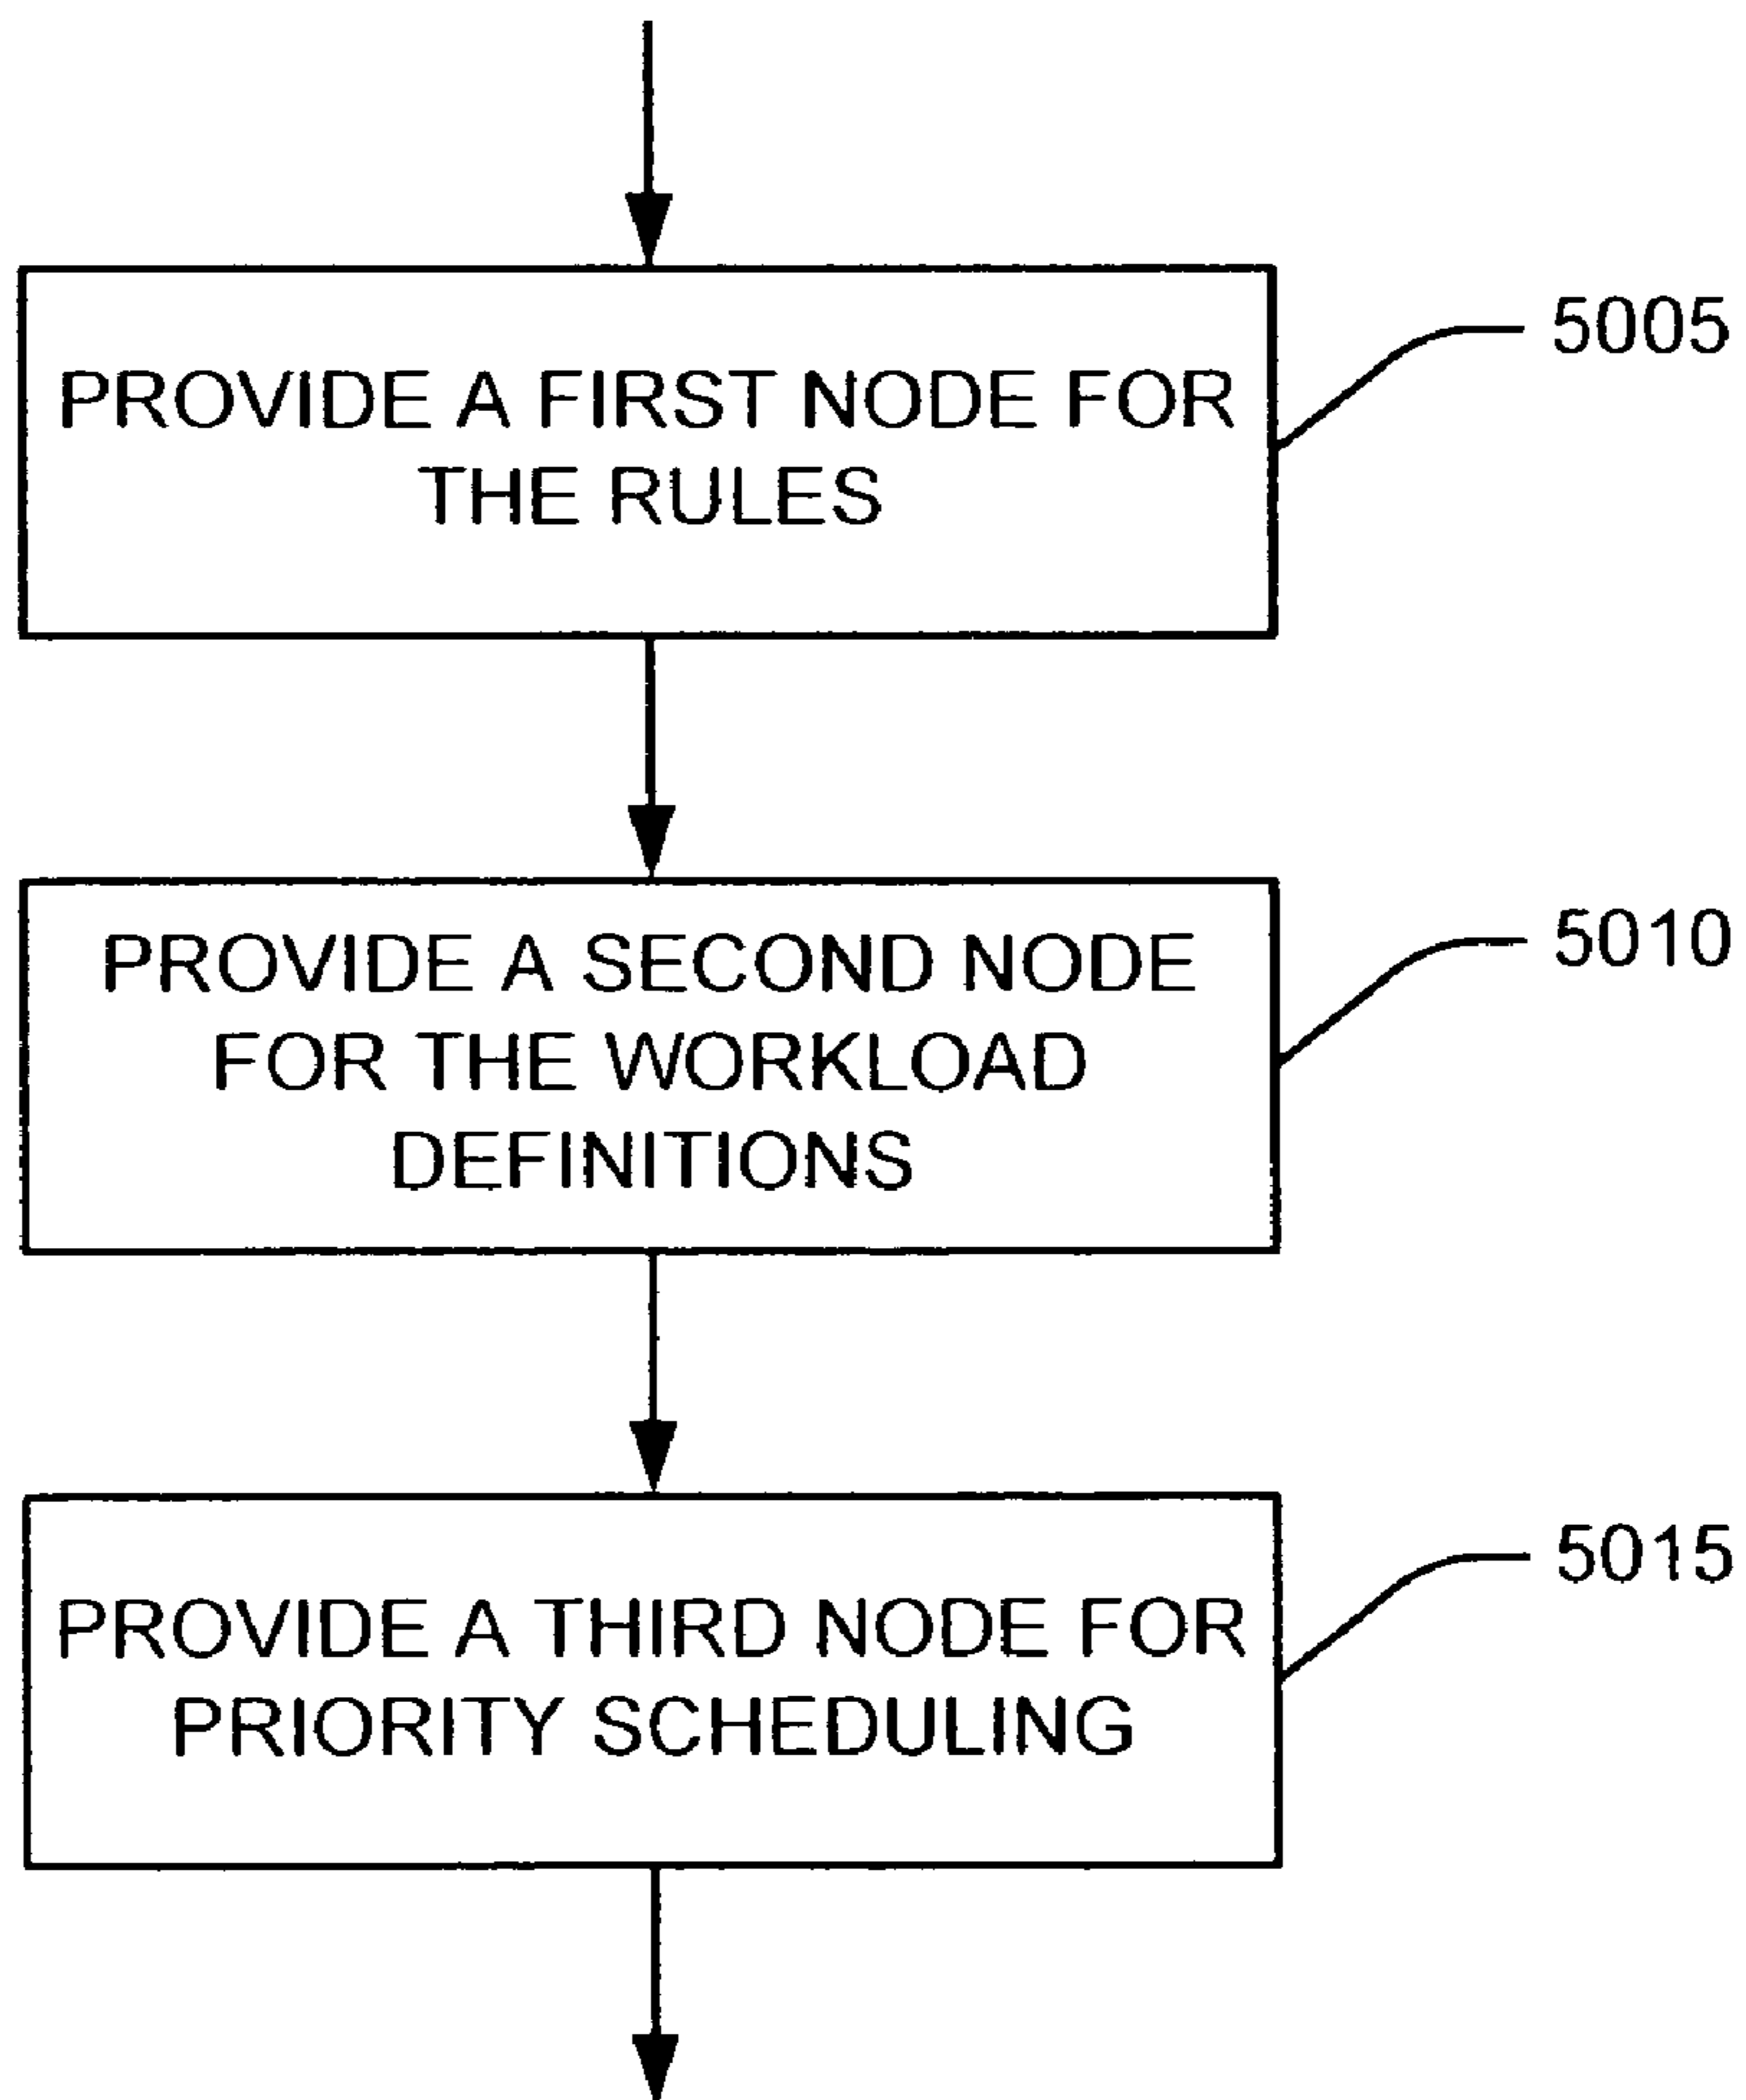 PROVIDE A FIRST NODE FOR
THE RULES
5005
PROVIDE A SECOND NODE
FOR THE WORKLOAD
DEFINITIONS
5010
PROVIDE A THIRD NODE FOR
PRIORITY SCHEDULING
5015